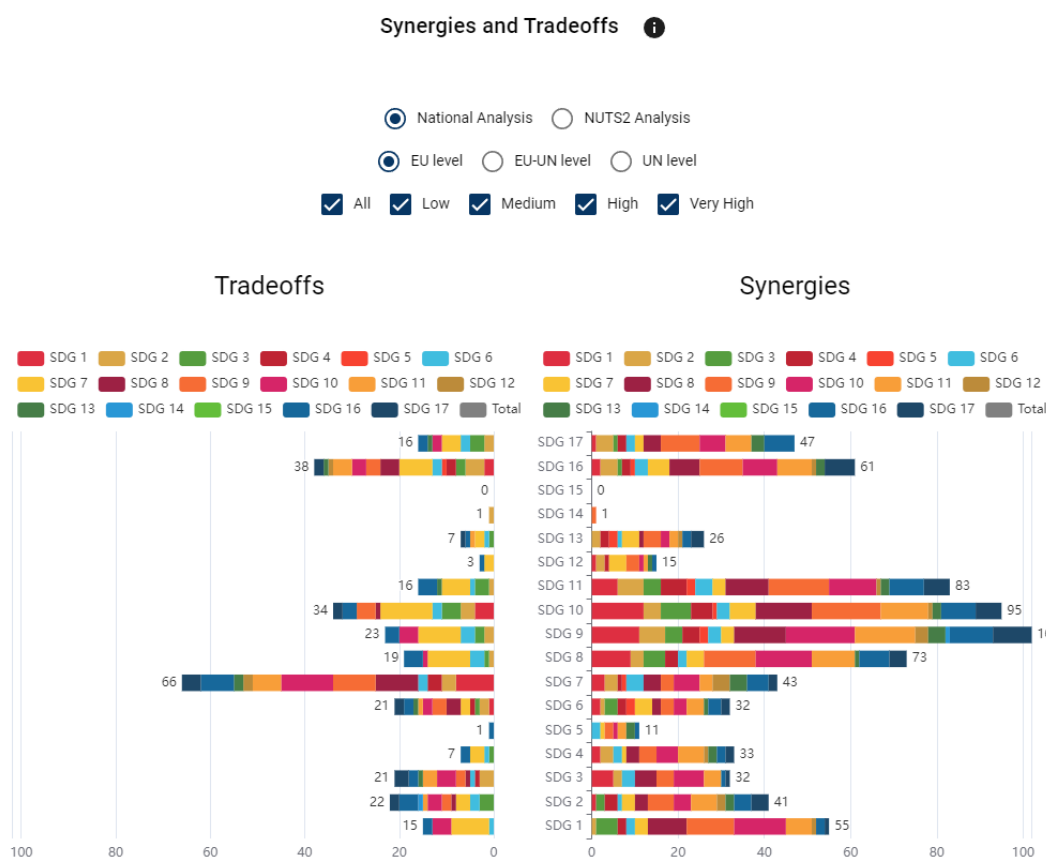 Synergies and Tradeoffs
National Analysis NUTS2 Analysis
EU level EU-UN level UN level
All Low Medium High Very High
Tradeoffs Synergies
SDG 1 SDG 2 SDG 3 SDG 4 SDG 5 SDG 6 SDG 1 SDG 2 SDG 3 SDG 4 SDG 5 SDG 6
SDG 7 SDG 8 SDG 9 SDG 10 SDG 11 SDG 12 SDG 7 SDG 8 SDG 9 SDG 10 SDG 11 SDG 12
SDG 13 SDG 14 SDG 15 SDG 16 SDG 17 Total SDG 13 SDG 14 SDG 15 SDG 16 SDG 17 Total
16 SDG 17 47
38 SDG 16 61
0 SDG 15 0
1 SDG 14 1
7 SDG 13 26
3 SDG 12 15
16 SDG 11 83
34 SDG 10 95
23 SDG 9
19 SDG 8 73
66 SDG 7 43
21 SDG 6 32
1 SDG 5 11
7 SDG 4 33
21 SDG 3 32
22 SDG 2 41
15 SDG 1 55
100 80 60 40 20 0 0 20 40 60 80 100